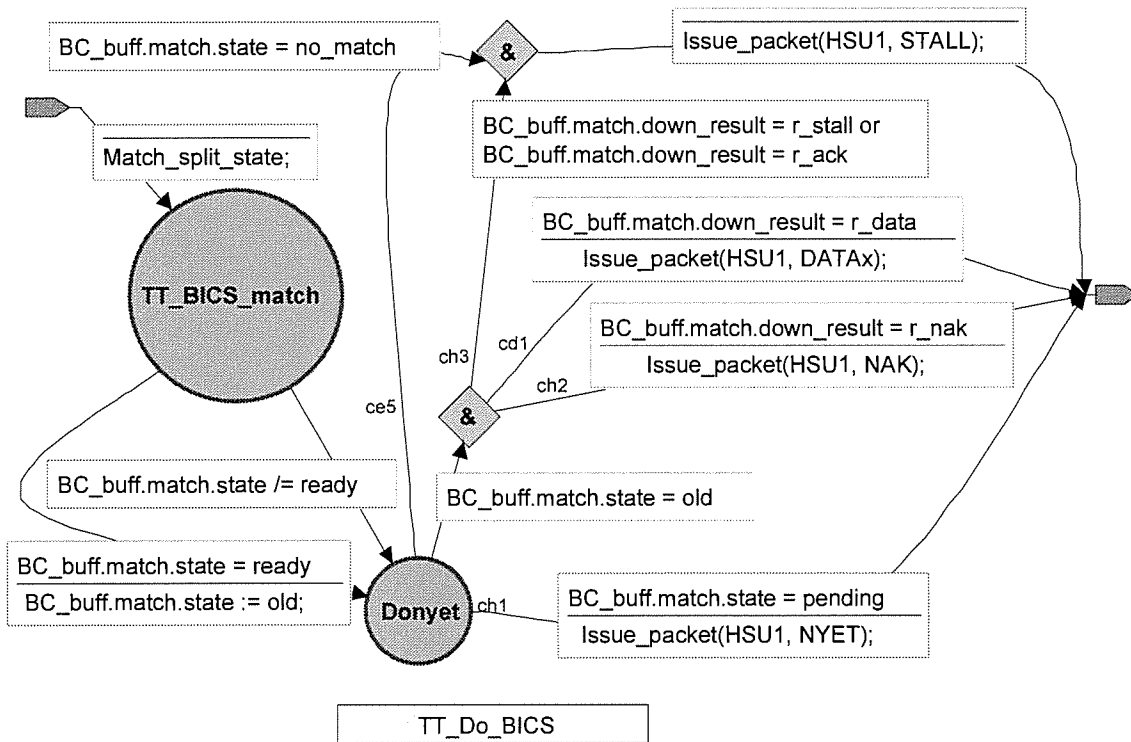 BC_buff.match.state = no_match
&
Issue_packet(HSU1, STALL);
Match_split_state;
BC_buff.match.down_result = r_stall or
BC_buff.match.down_result = r_ack
BC_buff.match.down_result = r_data
Issue_packet(HSU1, DATAx);
TT_BICS_match
BC_buff.match.down_result = r_nak
Issue_packet(HSU1, NAK);
ch3
cd1
ch2
ce5
&
BC_buff.match.state /= ready
BC_buff.match.state = old
BC_buff.match.state = ready
BC_buff.match.state := old;
Donyet
ch1
BC_buff.match.state = pending
Issue_packet(HSU1, NYET);
TT_Do_BICS